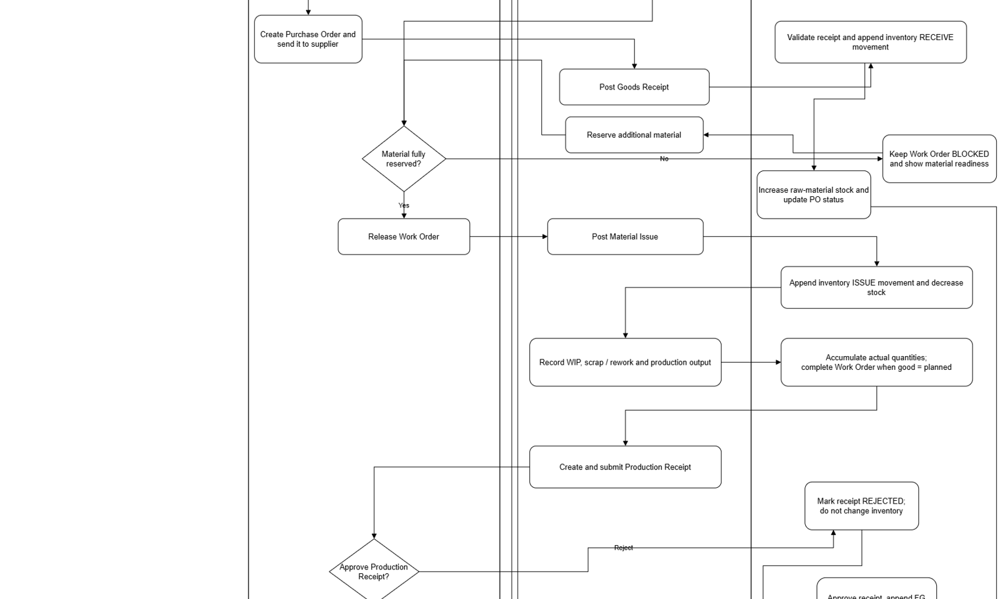 Create Purchase Order and
send it to supplier
Validate receipt and append inventory RECEIVE
movement
Post Goods Receipt
Reserve additional material
Material fully
reserved?
No
Keep Work Order BLOCKED
and show material readiness
Increase raw-material stock and
update PO status
Yes
Release Work Order
Post Material Issue
Append inventory ISSUE movement and decrease
stock
Record WIP, scrap / rework and production output
Accumulate actual quantities;
complete Work Order when good = planned
Create and submit Production Receipt
Mark receipt REJECTED;
do not change inventory
Reject
Approve Production
Receipt?
Approve receipt, append FG